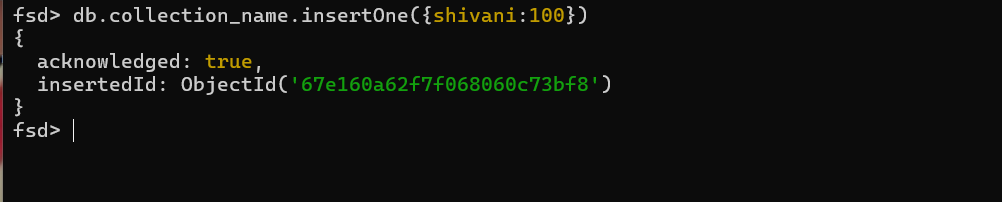 fsd> db.collection_name.insertOne({shivani:100})
{
  acknowledged: true,
  insertedId: ObjectId('67e160a62f7f068060c73bf8')
}
fsd>